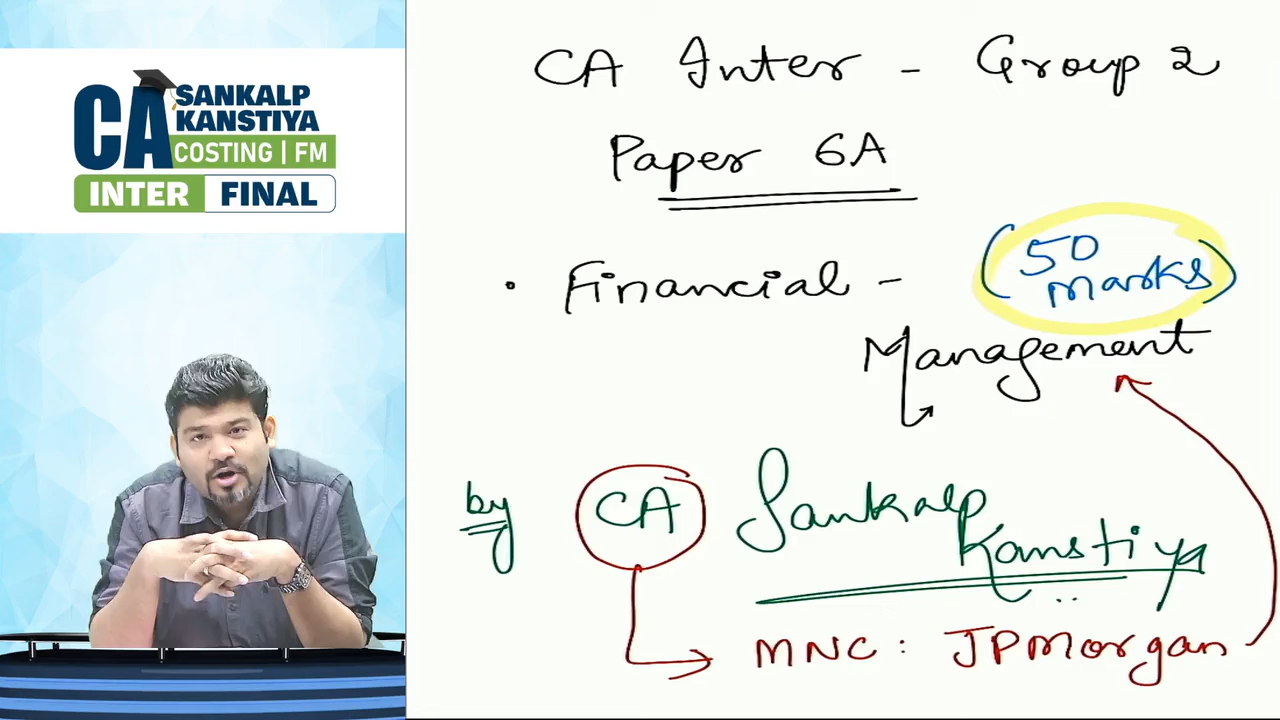 CA
SANKALP
KANSTIYA
COSTING | FM
INTER FINAL
CA Inter - Group 2
Paper 6A
(50 marks)
• Financial -
Management
by CA Sankalp
Kanstiya
MNC: JPMorgan